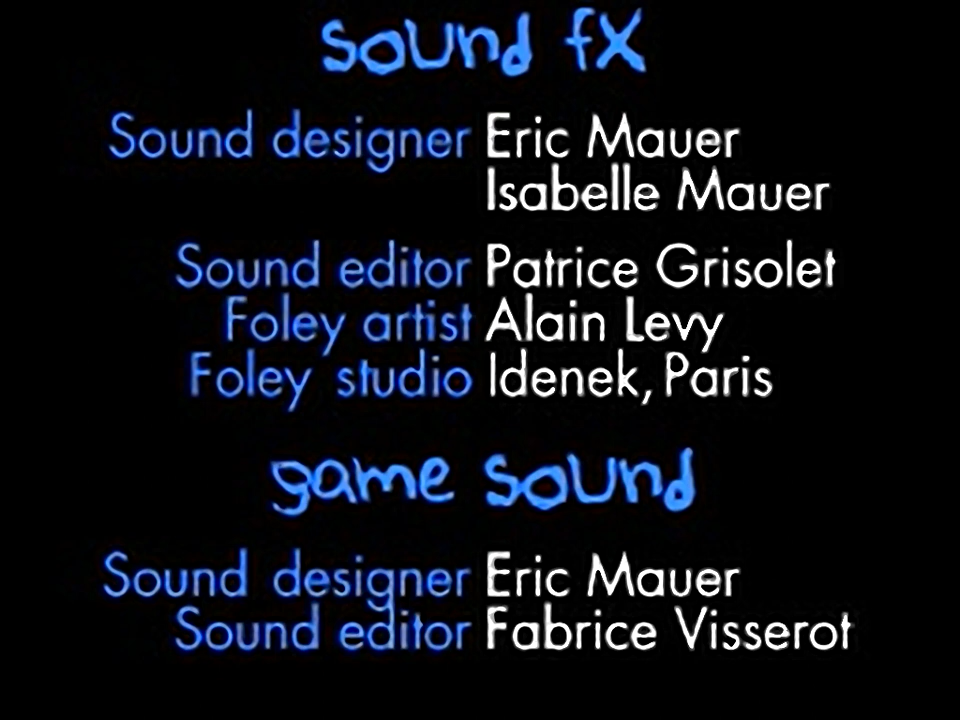 sound fx
Sound designer Eric Mauer
Isabelle Mauer
Sound editor Patrice Grisolet
Foley artist Alain Levy
Foley studio Idenek, Paris
game sound
Sound designer Eric Mauer
Sound editor Fabrice Visserot